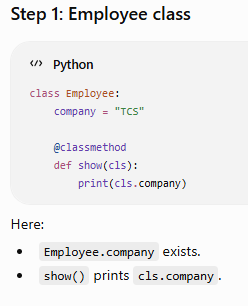 Step 1: Employee class
</> Python
class Employee:
    company = "TCS"

    @classmethod
    def show(cls):
        print(cls.company)
Here:
• Employee.company exists.
• show() prints cls.company.